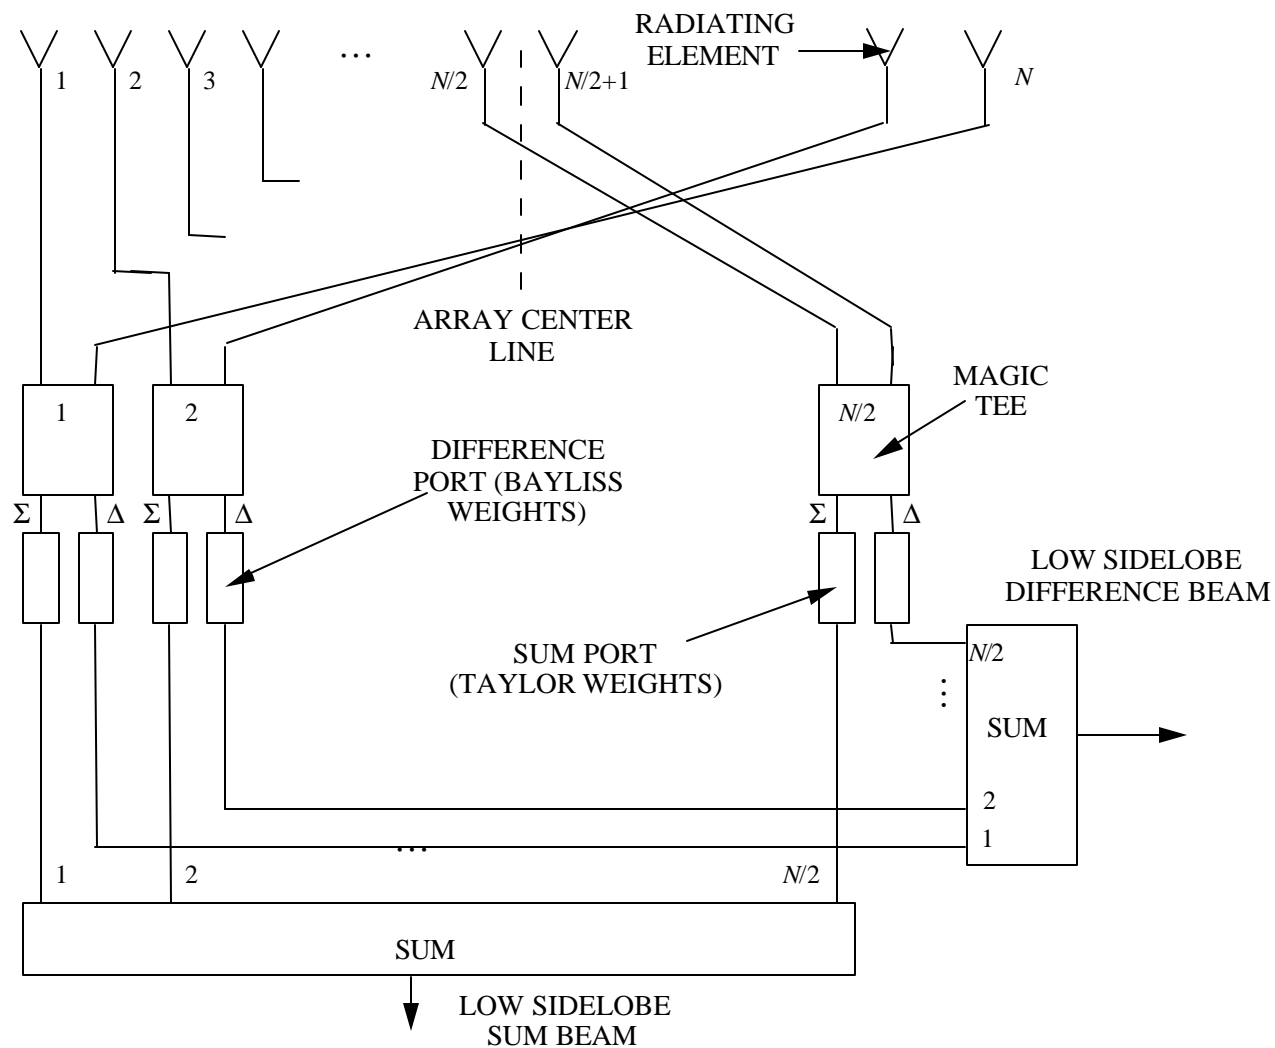 RADIATING
ELEMENT
...
1
2
3
N/2
N/2+1
N
ARRAY CENTER
LINE
MAGIC
TEE
1
2
N/2
DIFFERENCE
PORT (BAYLISS
WEIGHTS)
Σ
Δ
Σ
Δ
Σ
Δ
LOW SIDELOBE
DIFFERENCE BEAM
SUM PORT
(TAYLOR WEIGHTS)
N/2
...
SUM
2
1
...
1
2
N/2
SUM
LOW SIDELOBE
SUM BEAM